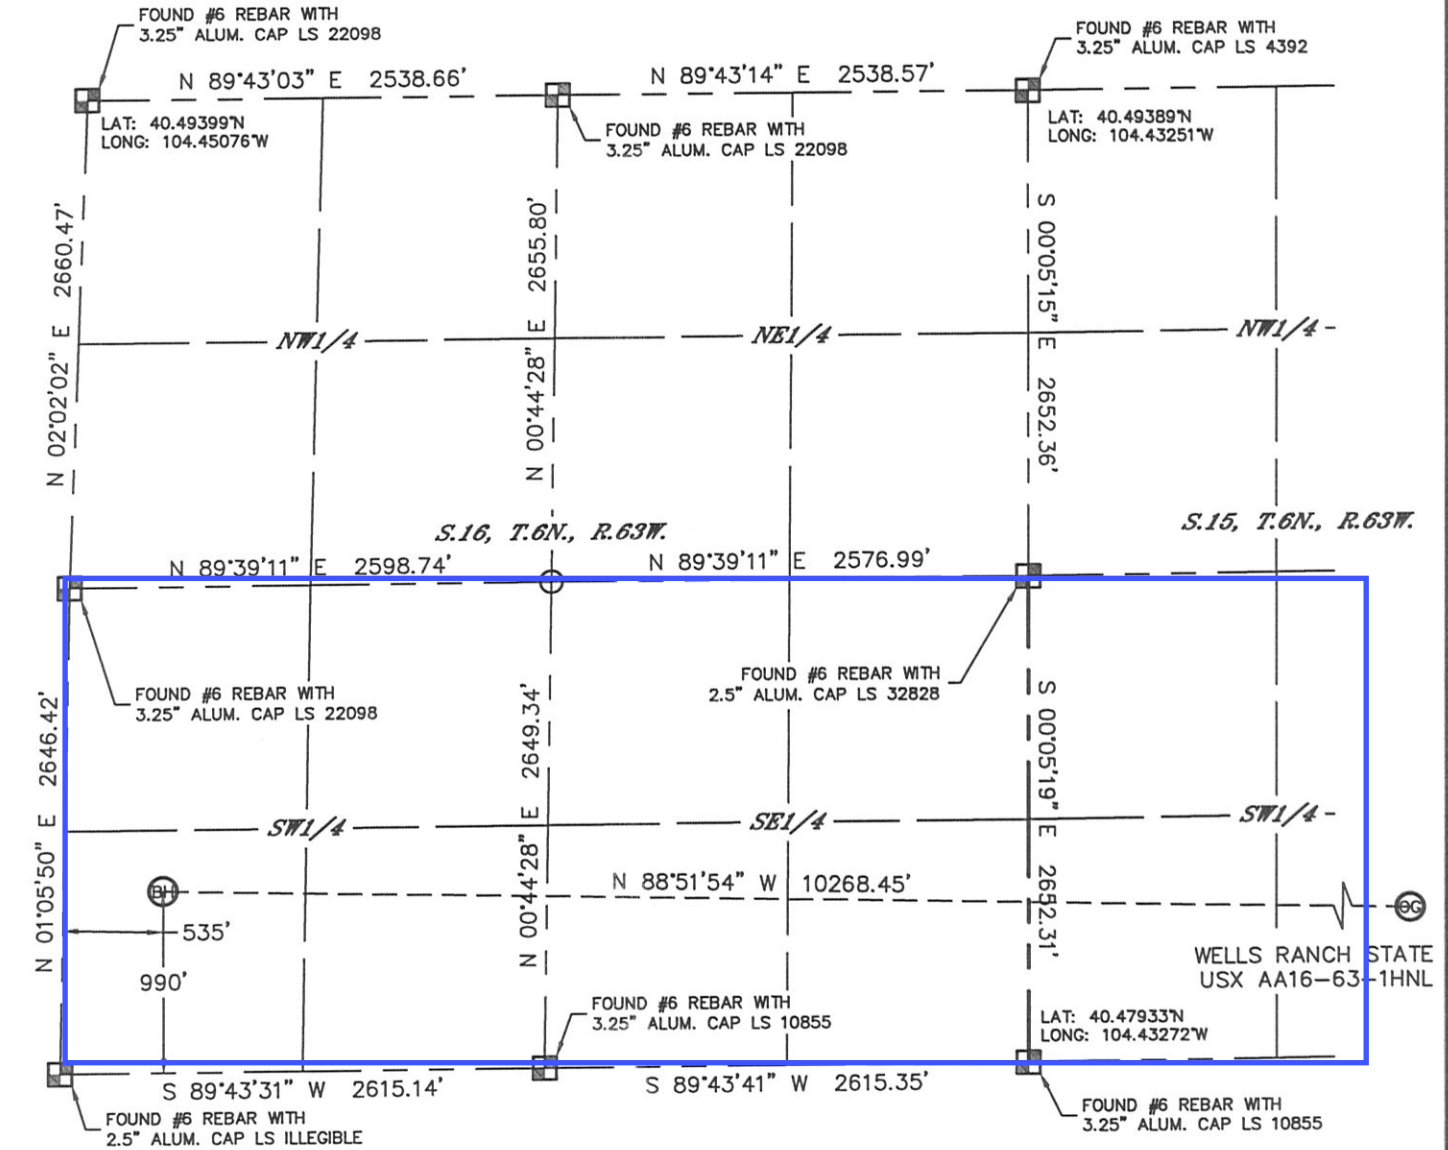 FOUND #6 REBAR WITH
3.25" ALUM. CAP LS 22098
FOUND #6 REBAR WITH
3.25" ALUM. CAP LS 4392
N 89°43'03" E 2538.66'
N 89°43'14" E 2538.57'
LAT: 40.49399°N
LONG: 104.45076°W
FOUND #6 REBAR WITH
3.25" ALUM. CAP LS 22098
LAT: 40.49389°N
LONG: 104.43251°W
N 02°02'02" E 2660.47'
N 00°44'28" E 2655.80'
S 00°05'15" E 2652.36'
NW1/4
NE1/4
NW1/4
S.16, T.6N., R.63W.
S.15, T.6N., R.63W.
N 89°39'11" E 2598.74'
N 89°39'11" E 2576.99'
FOUND #6 REBAR WITH
3.25" ALUM. CAP LS 22098
FOUND #6 REBAR WITH
2.5" ALUM. CAP LS 32828
N 01°05'50" E 2646.42'
N 00°44'28" E 2649.34'
S 00°05'19" E 2652.31'
SW1/4
SE1/4
SW1/4
BH
N 88°51'54" W 10268.45'
OG
535'
990'
WELLS RANCH STATE
USX AA16-63-1HNL
FOUND #6 REBAR WITH
3.25" ALUM. CAP LS 10855
LAT: 40.47933°N
LONG: 104.43272°W
S 89°43'31" W 2615.14'
S 89°43'41" W 2615.35'
FOUND #6 REBAR WITH
2.5" ALUM. CAP LS ILLEGIBLE
FOUND #6 REBAR WITH
3.25" ALUM. CAP LS 10855